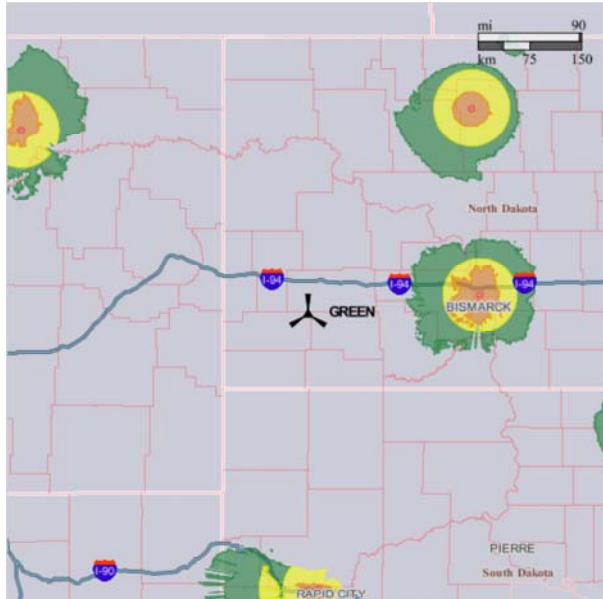 mi 90
km 75 150
North Dakota
I-94
I-94
I-94
BISMARCK
GREEN
PIERRE
I-90
South Dakota
RAPID CITY